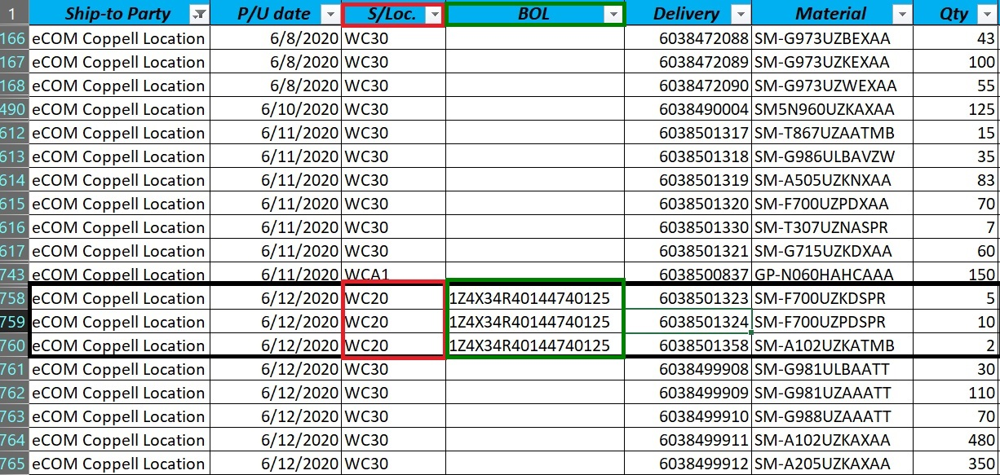 1 Ship-to Party P/U date S/Loc. BOL Delivery Material Qty
166 eCOM Coppell Location 6/8/2020 WC30 6038472088 SM-G973UZBEXAA 43
167 eCOM Coppell Location 6/8/2020 WC30 6038472089 SM-G973UZKEXAA 100
168 eCOM Coppell Location 6/8/2020 WC30 6038472090 SM-G973UZWEXAA 55
490 eCOM Coppell Location 6/10/2020 WC30 6038490004 SM5N960UZKAXAA 125
612 eCOM Coppell Location 6/11/2020 WC30 6038501317 SM-T867UZAATMB 15
613 eCOM Coppell Location 6/11/2020 WC30 6038501318 SM-G986ULBAVZW 35
614 eCOM Coppell Location 6/11/2020 WC30 6038501319 SM-A505UZKNXAA 83
615 eCOM Coppell Location 6/11/2020 WC30 6038501320 SM-F700UZPDXAA 70
616 eCOM Coppell Location 6/11/2020 WC30 6038501330 SM-T307UZNASPR 7
617 eCOM Coppell Location 6/11/2020 WC30 6038501321 SM-G715UZKDXAA 60
743 eCOM Coppell Location 6/11/2020 WCA1 6038500837 GP-N060HAHCAAA 150
758 eCOM Coppell Location 6/12/2020 WC20 1Z4X34R40144740125 6038501323 SM-F700UZKDSPR 5
759 eCOM Coppell Location 6/12/2020 WC20 1Z4X34R40144740125 6038501324 SM-F700UZPDSPR 10
760 eCOM Coppell Location 6/12/2020 WC20 1Z4X34R40144740125 6038501358 SM-A102UZKATMB 2
761 eCOM Coppell Location 6/12/2020 WC30 6038499908 SM-G981ULBAATT 30
762 eCOM Coppell Location 6/12/2020 WC30 6038499909 SM-G981UZAAATT 110
763 eCOM Coppell Location 6/12/2020 WC30 6038499910 SM-G988UZAAATT 70
764 eCOM Coppell Location 6/12/2020 WC30 6038499911 SM-A102UZKAXAA 480
765 eCOM Coppell Location 6/12/2020 WC30 6038499912 SM-A205UZKAXAA 350